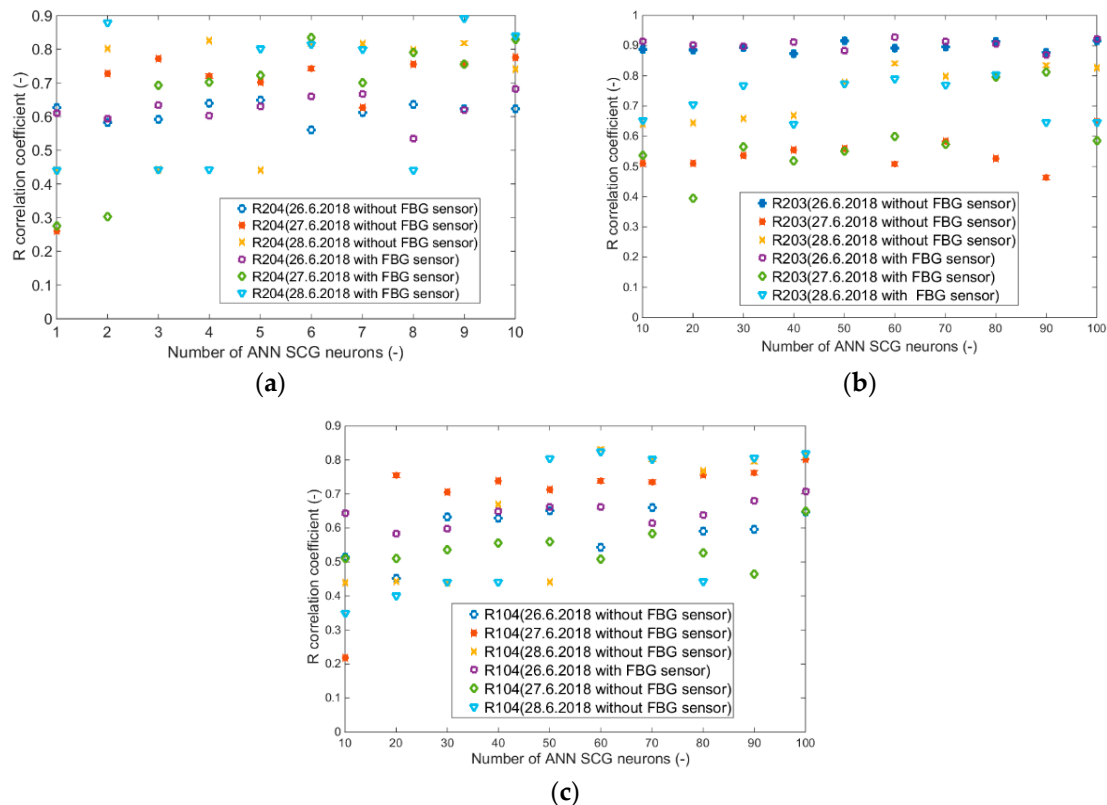 0.9
0.8
0.7
0.6
0.5
0.4
0.3
0.2
0.1
0
R correlation coefficient (-)
R204(26.6.2018 without FBG sensor)
R204(27.6.2018 without FBG sensor)
R204(28.6.2018 without FBG sensor)
R204(26.6.2018 with FBG sensor)
R204(27.6.2018 with FBG sensor)
R204(28.6.2018 with FBG sensor)
1 2 3 4 5 6 7 8 9 10
Number of ANN SCG neurons (-)
(a)
1
0.9
0.8
0.7
0.6
0.5
0.4
0.3
0.2
0.1
0
R correlation coefficient (-)
R203(26.6.2018 without FBG sensor)
R203(27.6.2018 without FBG sensor)
R203(28.6.2018 without FBG sensor)
R203(26.6.2018 with FBG sensor)
R203(27.6.2018 with FBG sensor)
R203(28.6.2018 with FBG sensor)
10 20 30 40 50 60 70 80 90 100
Number of ANN SCG neurons (-)
(b)
0.9
0.8
0.7
0.6
0.5
0.4
0.3
0.2
0.1
0
R correlation coefficient (-)
R104(26.6.2018 without FBG sensor)
R104(27.6.2018 without FBG sensor)
R104(28.6.2018 without FBG sensor)
R104(26.6.2018 with FBG sensor)
R104(27.6.2018 without FBG sensor)
R104(28.6.2018 without FBG sensor)
10 20 30 40 50 60 70 80 90 100
Number of ANN SCG neurons (-)
(c)